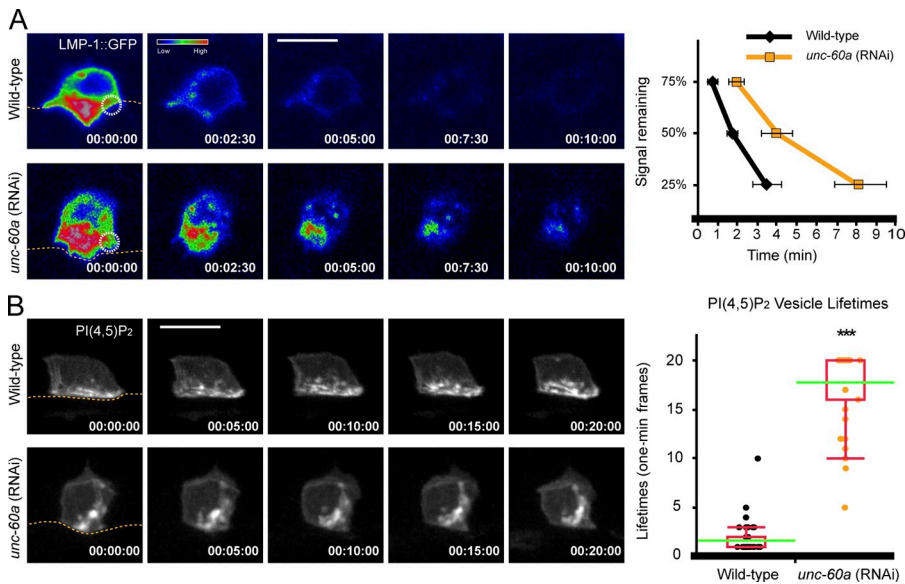 A
LMP-1::GFP
Low High
Wild-type
00:00:00
00:02:30
00:05:00
00:7:30
00:10:00
unc-60a (RNAi)
00:00:00
00:02:30
00:05:00
00:7:30
00:10:00
Wild-type
unc-60a (RNAi)
Signal remaining
75%
50%
25%
0 1 2 3 4 5 6 7 8 9 10
Time (min)
B
PI(4,5)P2
Wild-type
00:00:00
00:05:00
00:10:00
00:15:00
00:20:00
unc-60a (RNAi)
00:00:00
00:05:00
00:10:00
00:15:00
00:20:00
PI(4,5)P2 Vesicle Lifetimes
***
Lifetimes (one-min frames)
20
15
10
5
0
Wild-type unc-60a (RNAi)